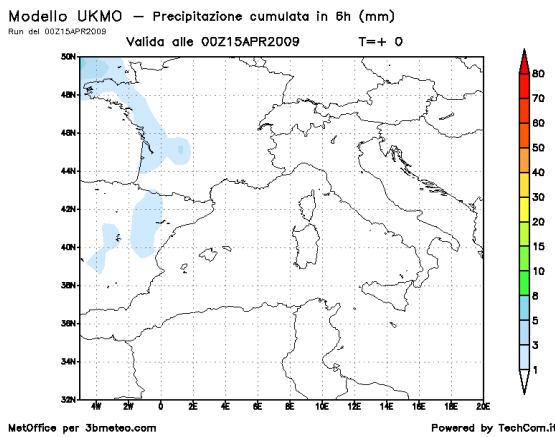 Modello UKMO – Precipitazione cumulata in 6h (mm)
Run del 00Z15APR2009
Valida alle 00Z15APR2009 T=+ 0
50N
48N
46N
44N
42N
40N
38N
36N
34N
32N
4W 2W 0 2E 4E 6E 8E 10E 12E 14E 16E 18E 20E
80
70
60
50
40
30
20
15
10
8
5
3
1
MetOffice per 3bmeteo.com Powered by TechCom.it